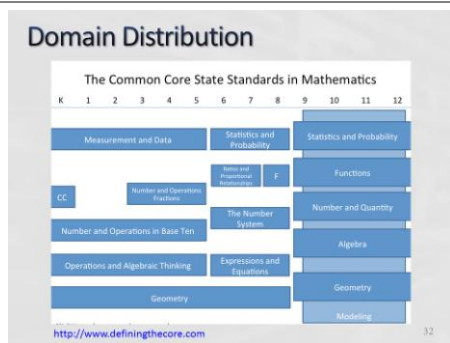 Domain Distribution
The Common Core State Standards in Mathematics
K 1 2 3 4 5 6 7 8 9 10 11 12
Measurement and Data
Statistics and
Probability
Statistics and Probability
Ratios and
Proportional
Relationships
F
Functions
CC
Number and Operations
Fractions
The Number
System
Number and Quantity
Number and Operations in Base Ten
Algebra
Operations and Algebraic Thinking
Expressions and
Equations
Geometry
Geometry
Modeling
http://www.definingthecore.com
32